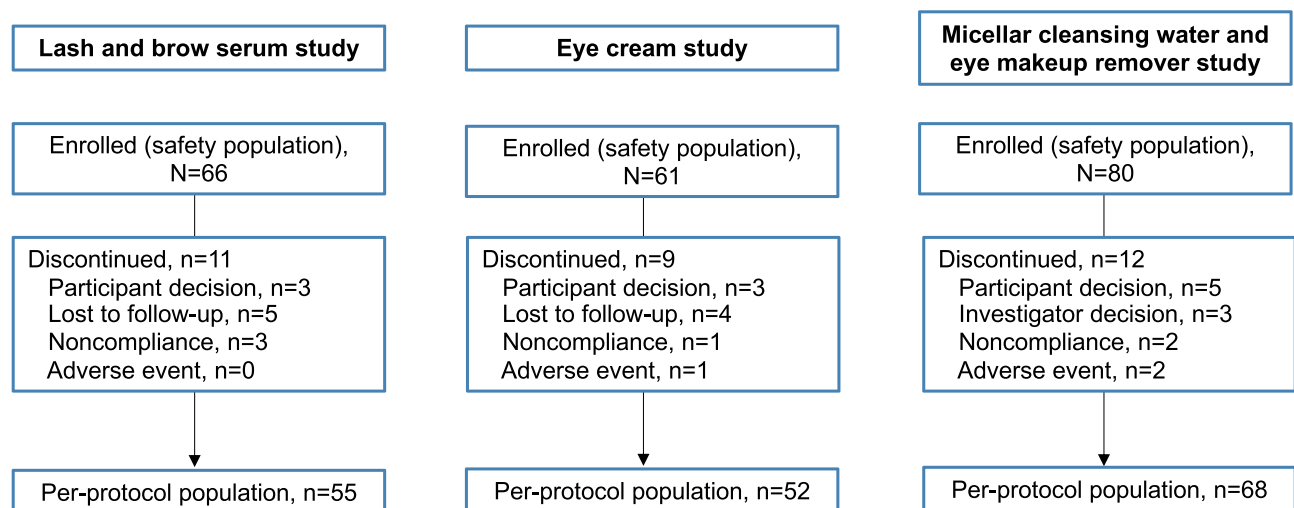 Lash and brow serum study
Enrolled (safety population),
N=66
Discontinued, n=11
Participant decision, n=3
Lost to follow-up, n=5
Noncompliance, n=3
Adverse event, n=0
Per-protocol population, n=55
Eye cream study
Enrolled (safety population),
N=61
Discontinued, n=9
Participant decision, n=3
Lost to follow-up, n=4
Noncompliance, n=1
Adverse event, n=1
Per-protocol population, n=52
Micellar cleansing water and
eye makeup remover study
Enrolled (safety population),
N=80
Discontinued, n=12
Participant decision, n=5
Investigator decision, n=3
Noncompliance, n=2
Adverse event, n=2
Per-protocol population, n=68